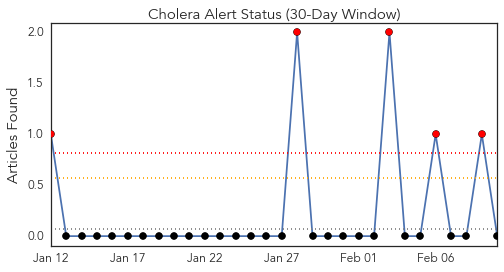 Cholera Alert Status (30-Day Window)
Articles Found
2.0
1.5
1.0
0.5
0.0
Jan 12 Jan 17 Jan 22 Jan 27 Feb 01 Feb 06